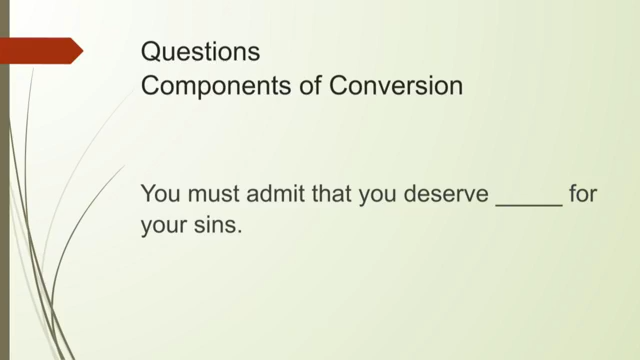 Questions
Components of Conversion
You must admit that you deserve _____ for
your sins.